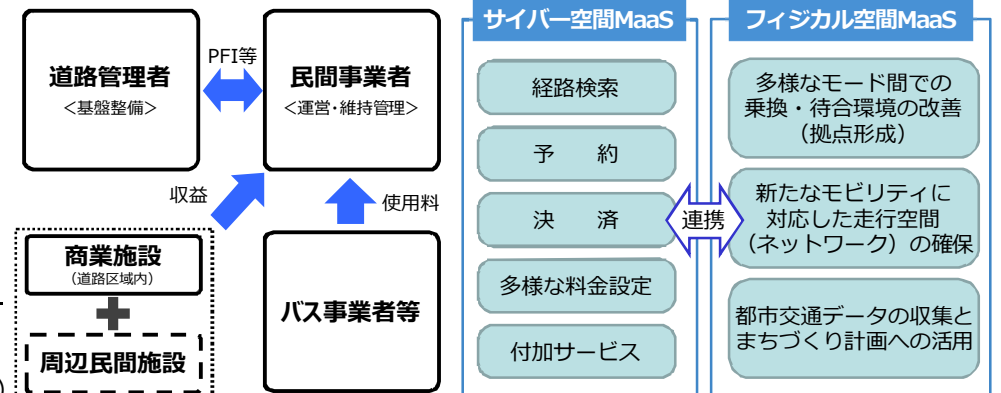 道路管理者
<基盤整備>
PFI等
民間事業者
<運営・維持管理>
収益
使用料
商業施設
（道路区域内）
周辺民間施設
バス事業者等
サイバー空間MaaS
経路検索
予　約
決　済
多様な料金設定
付加サービス
連携
フィジカル空間MaaS
多様なモード間での
乗換・待合環境の改善
（拠点形成）
新たなモビリティに
対応した走行空間
（ネットワーク）の確保
都市交通データの収集と
まちづくり計画への活用